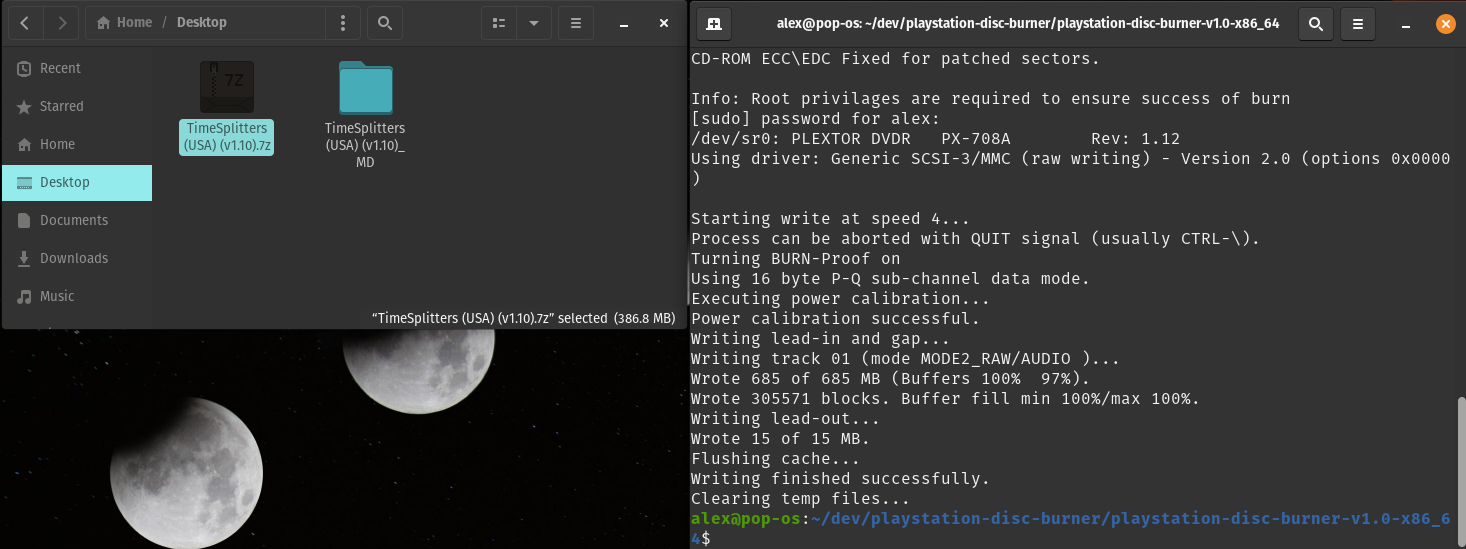 Home / Desktop
Recent
Starred
Home
Desktop
Documents
Downloads
Music
7Z
TimeSplitters
(USA) (v1.10).7z
TimeSplitters
(USA) (v1.10)_
MD
“TimeSplitters (USA) (v1.10).7z” selected (386.8 MB)
alex@pop-os: ~/dev/playstation-disc-burner/playstation-disc-burner-v1.0-x86_64
CD-ROM ECC\EDC Fixed for patched sectors.
Info: Root privilages are required to ensure success of burn
[sudo] password for alex:
/dev/sr0: PLEXTOR DVDR   PX-708A        Rev: 1.12
Using driver: Generic SCSI-3/MMC (raw writing) - Version 2.0 (options 0x0000
)
Starting write at speed 4...
Process can be aborted with QUIT signal (usually CTRL-\).
Turning BURN-Proof on
Using 16 byte P-Q sub-channel data mode.
Executing power calibration...
Power calibration successful.
Writing lead-in and gap...
Writing track 01 (mode MODE2_RAW/AUDIO )...
Wrote 685 of 685 MB (Buffers 100%  97%).
Wrote 305571 blocks. Buffer fill min 100%/max 100%.
Writing lead-out...
Wrote 15 of 15 MB.
Flushing cache...
Writing finished successfully.
Clearing temp files...
alex@pop-os:~/dev/playstation-disc-burner/playstation-disc-burner-v1.0-x86_6
4$